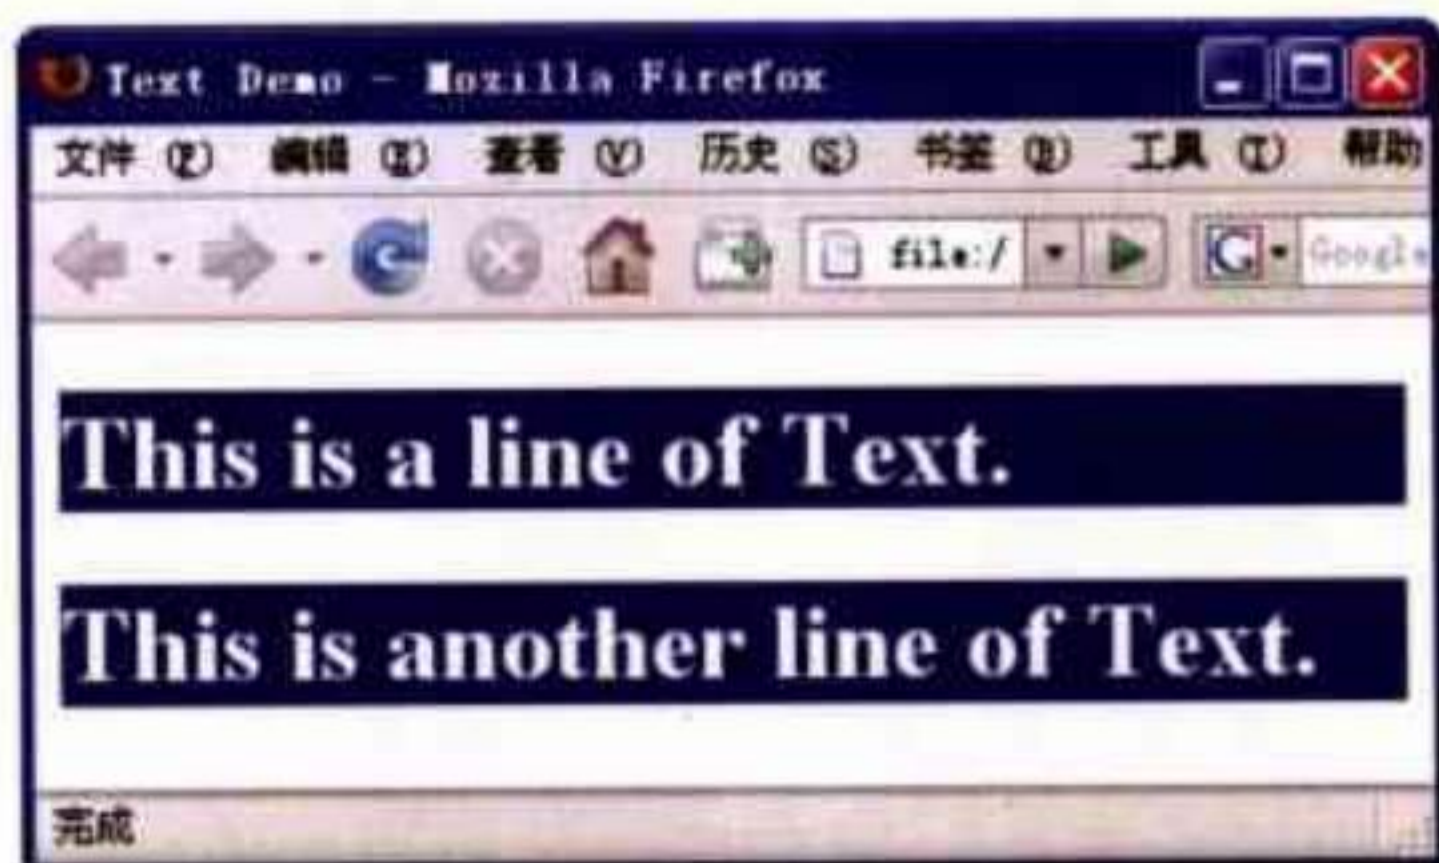 Text Demo - Mozilla Firefox
文件 (F) 编辑 (E) 查看 (V) 历史 (S) 书签 (B) 工具 (T) 帮助
file:/ Google
This is a line of Text.
This is another line of Text.
完成